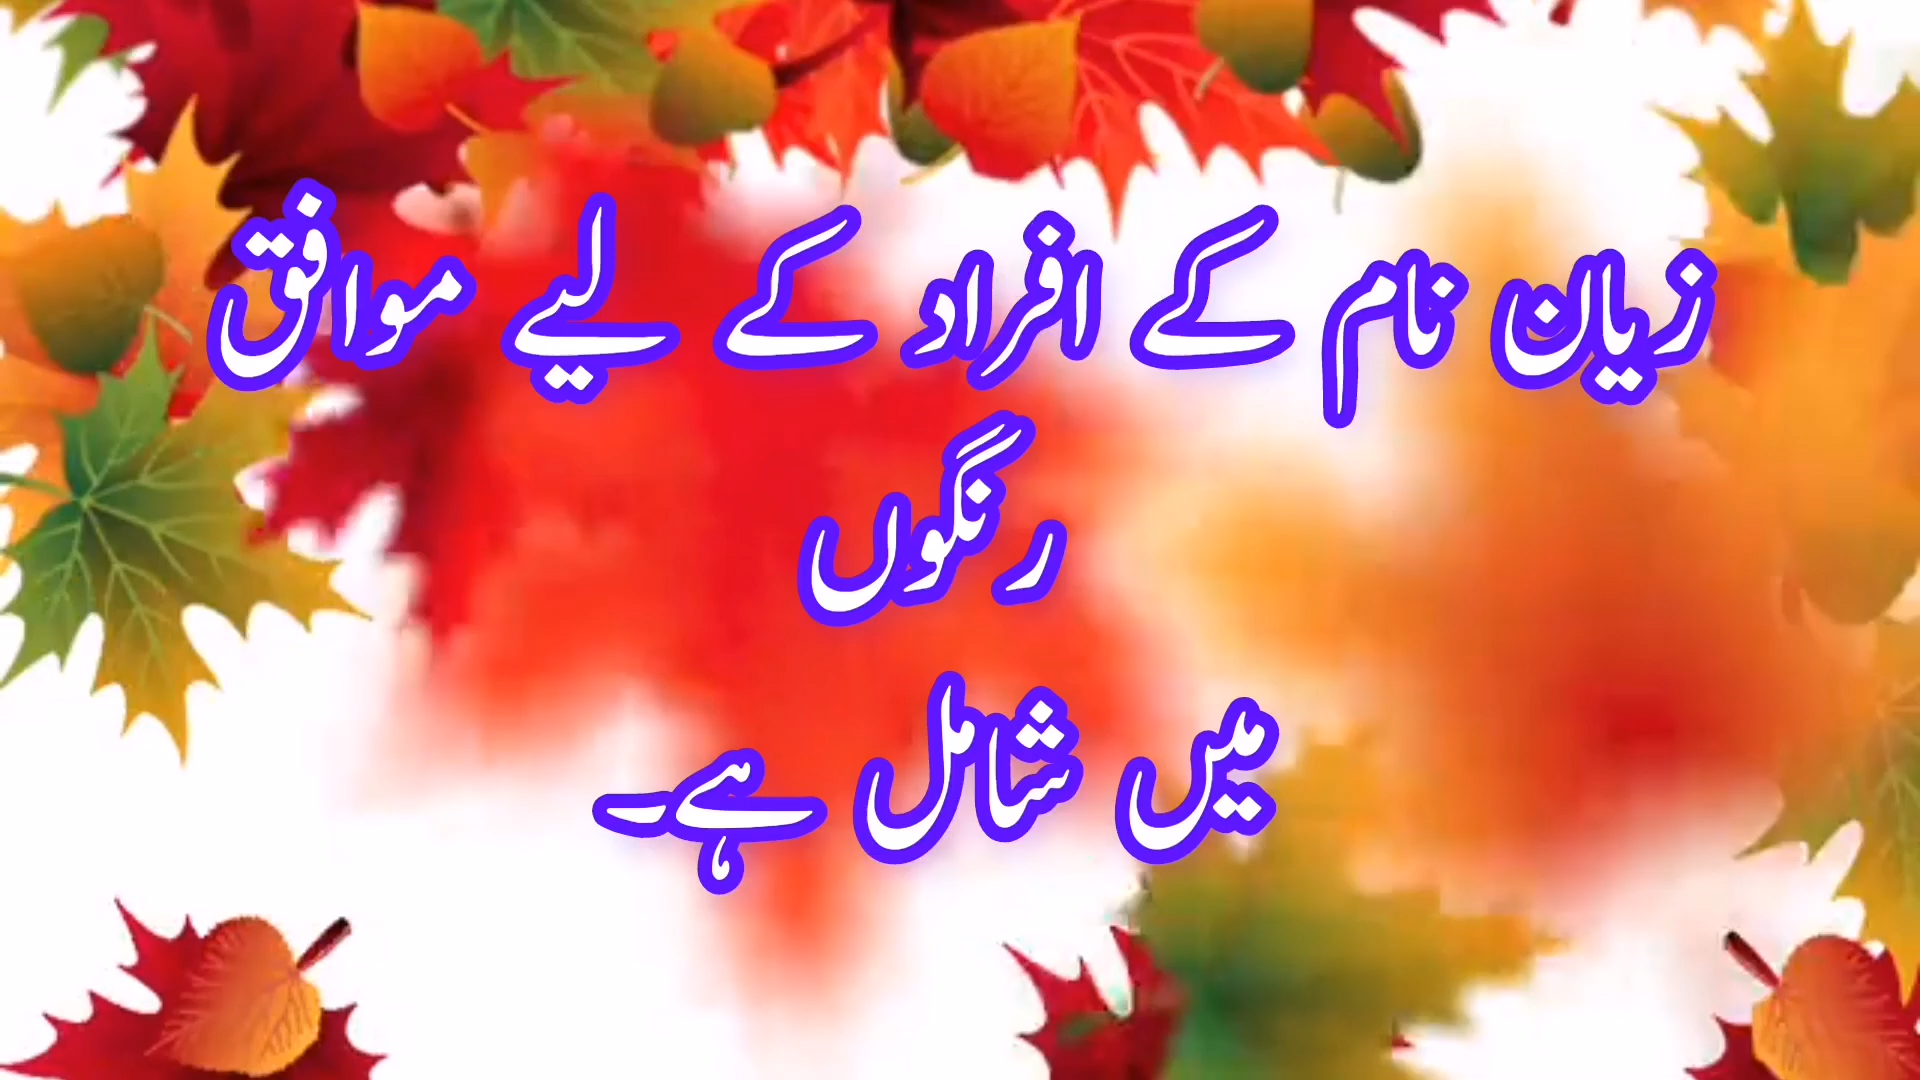 زیان نام کے افراد کے لیے موافق
رنگوں
میں شامل ہے۔